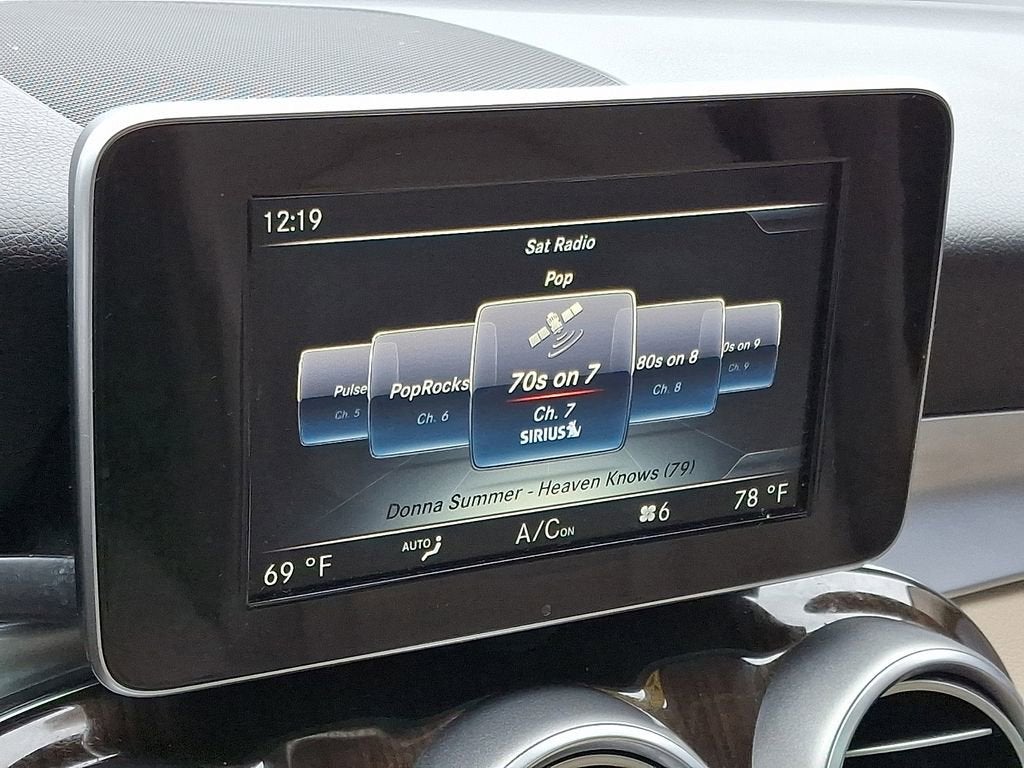 12:19
Sat Radio
Pop
Pulse
Ch. 5
PopRocks
Ch. 6
70s on 7
Ch. 7
SIRIUS
80s on 8
Ch. 8
0s on 9
Ch. 9
Donna Summer - Heaven Knows (79)
69 °F
AUTO
A/C ON
6
78 °F